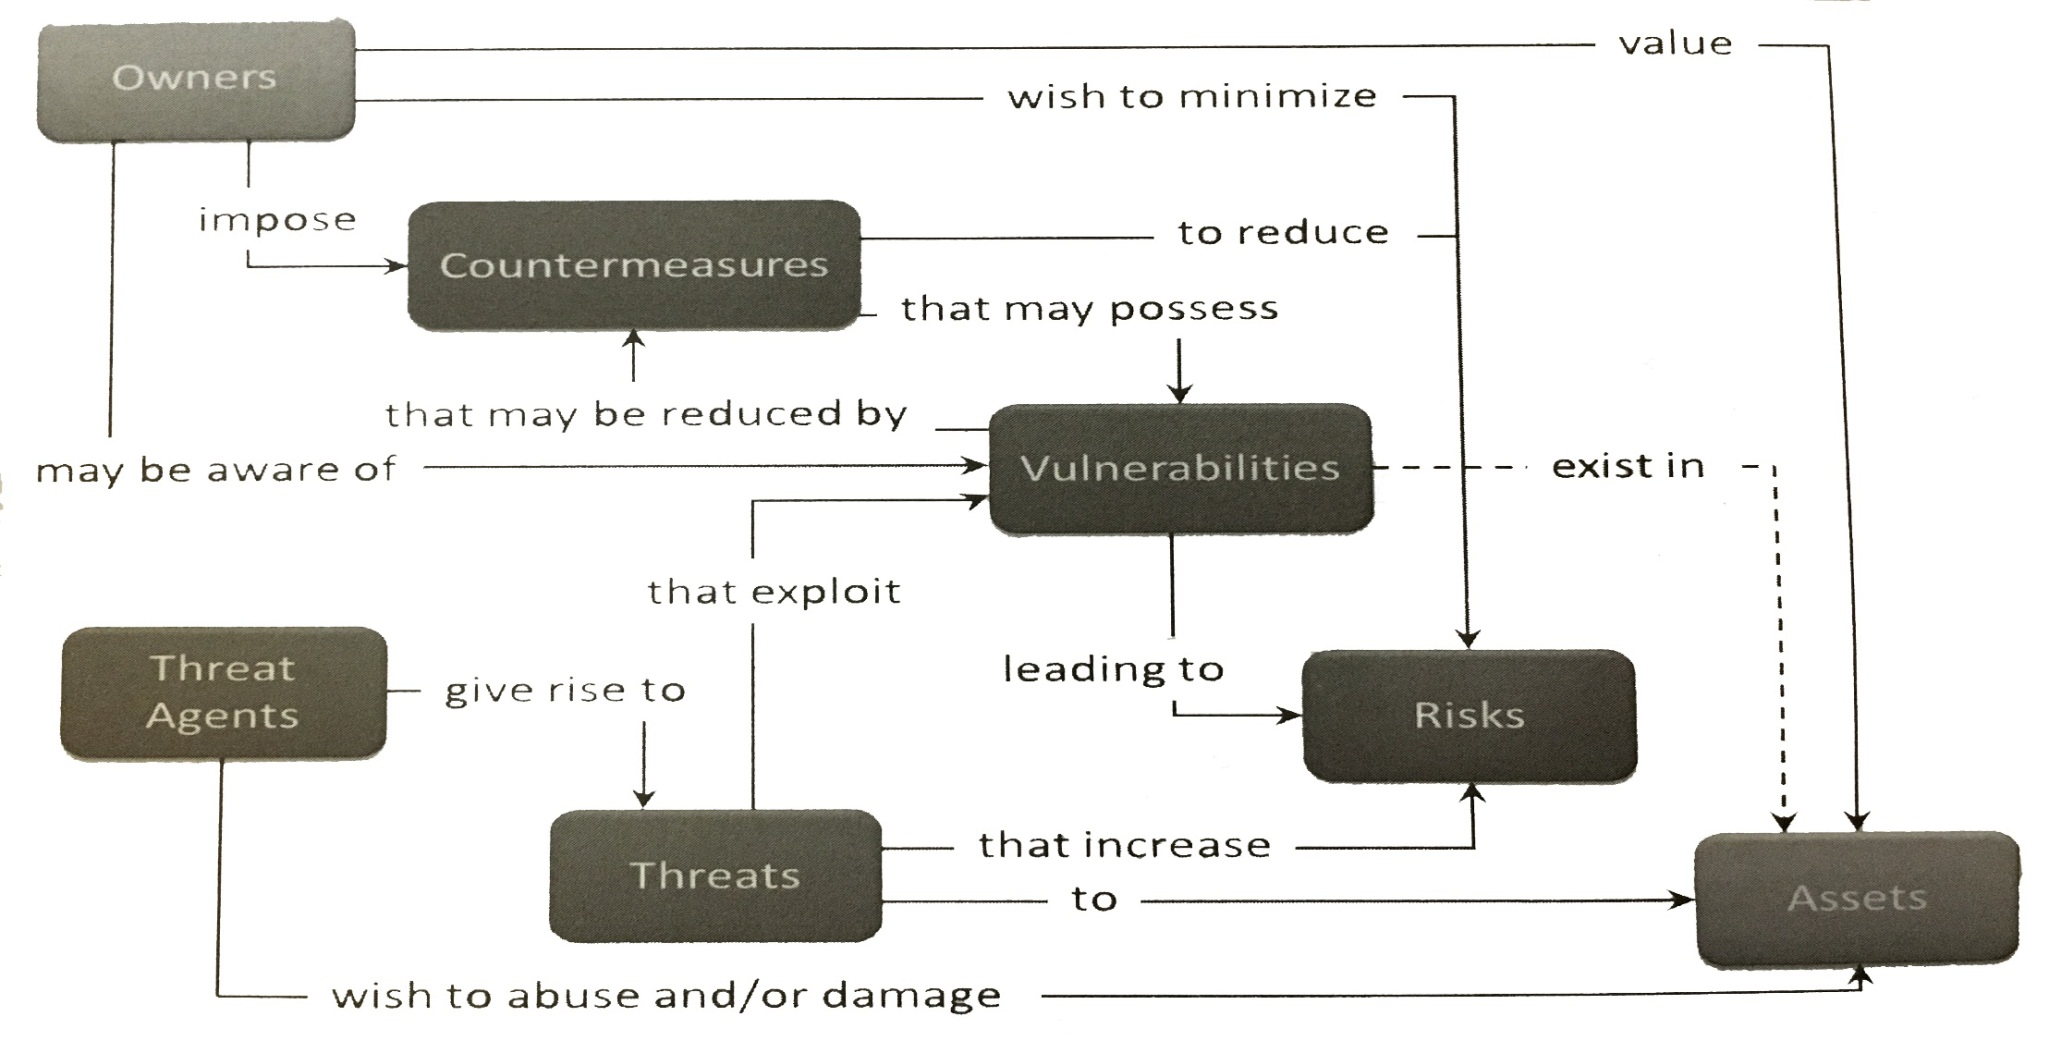 Owners
value
wish to minimize
impose
Countermeasures
to reduce
that may possess
that may be reduced by
may be aware of
Vulnerabilities
exist in
that exploit
Threat
Agents
give rise to
leading to
Risks
Threats
that increase
to
Assets
wish to abuse and/or damage